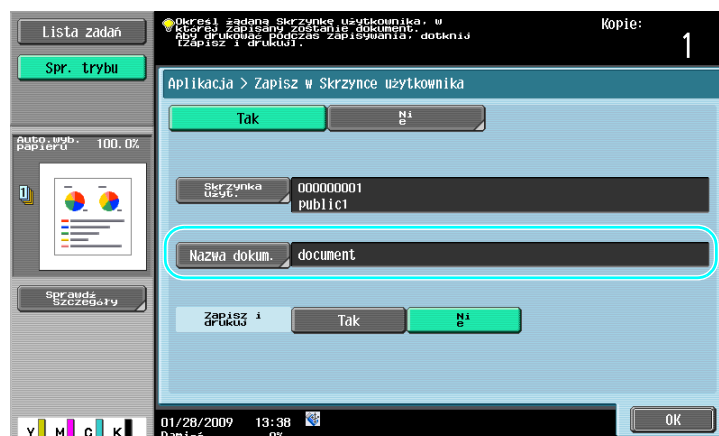 Lista zadań
Spr. trybu
Auto.wyb.
papieru 100.0%
Sprawdź
Szczegóły
Y M C K
Określ żądaną Skrzynkę użytkownika, w
której zapisany zostanie dokument.
Aby drukować podczas zapisywania, dotknij
[Zapisz i drukuj].
Kopie:
1
Aplikacja > Zapisz w Skrzynce użytkownika
Tak
Ni
e
Skrzynka
użyt.
000000001
public1
Nazwa dokum.
document
Zapisz i
drukuj
Tak
Ni
e
01/28/2009 13:38
Pamięć 0%
OK